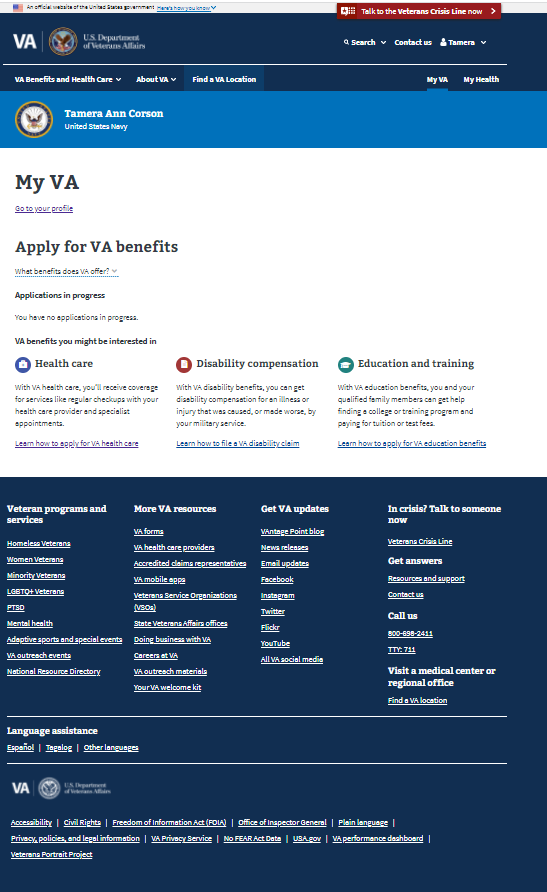 An official website of the United States government Here's how you know
Talk to the Veterans Crisis Line now
VA U.S. Department
of Veterans Affairs
Search Contact us Tamera
VA Benefits and Health Care About VA Find a VA Location My VA My Health
Tamera Ann Corson
United States Navy
My VA
Go to your profile
Apply for VA benefits
What benefits does VA offer?
Applications in progress
You have no applications in progress.
VA benefits you might be interested in
Health care
With VA health care, you'll receive coverage
for services like regular checkups with your
health care provider and specialist
appointments.
Learn how to apply for VA health care
Disability compensation
With VA disability benefits, you can get
disability compensation for an illness or
injury that was caused, or made worse, by
your military service.
Learn how to file a VA disability claim
Education and training
With VA education benefits, you and your
qualified family members can get help
finding a college or training program and
paying for tuition or test fees.
Learn how to apply for VA education benefits
Veteran programs and
services
Homeless Veterans
Women Veterans
Minority Veterans
LGBTQ+ Veterans
PTSD
Mental health
Adaptive sports and special events
VA outreach events
National Resource Directory
More VA resources
VA forms
VA health care providers
Accredited claims representatives
VA mobile apps
Veterans Service Organizations
(VSOs)
State Veterans Affairs offices
Doing business with VA
Careers at VA
VA outreach materials
Your VA welcome kit
Get VA updates
VAntage Point blog
News releases
Email updates
Facebook
Instagram
Twitter
Flickr
YouTube
All VA social media
In crisis? Talk to someone
now
Veterans Crisis Line
Get answers
Resources and support
Contact us
Call us
800-698-2411
TTY: 711
Visit a medical center or
regional office
Find a VA location
Language assistance
Español | Tagalog | Other languages
VA U.S. Department
of Veterans Affairs
Accessibility | Civil Rights | Freedom of Information Act (FOIA) | Office of Inspector General | Plain language |
Privacy, policies, and legal information | VA Privacy Service | No FEAR Act Data | USA.gov | VA performance dashboard |
Veterans Portrait Project